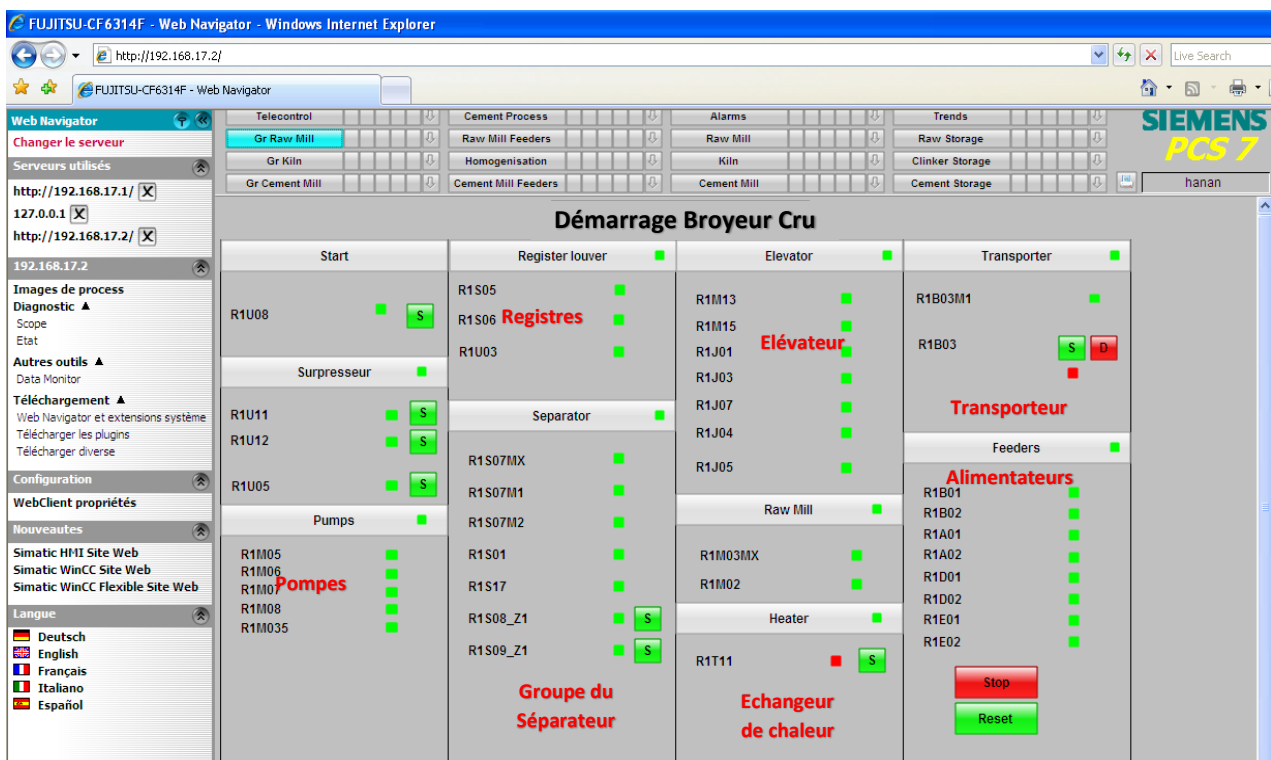 FUJITSU-CF6314F - Web Navigator - Windows Internet Explorer
http://192.168.17.2/
Live Search
FUJITSU-CF6314F - Web Navigator
Web Navigator
Changer le serveur
Serveurs utilisés
http://192.168.17.1/ X
127.0.0.1 X
http://192.168.17.2/ X
192.168.17.2
Images de process
Diagnostic ▲
Scope
Etat
Autres outils ▲
Data Monitor
Téléchargement ▲
Web Navigator et extensions système
Télécharger les plugins
Télécharger diverse
Configuration
WebClient propriétés
Nouveautes
Simatic HMI Site Web
Simatic WinCC Site Web
Simatic WinCC Flexible Site Web
Langue
Deutsch
English
Français
Italiano
Español
Telecontrol
Cement Process
Alarms
Trends
Gr Raw Mill
Raw Mill Feeders
Raw Mill
Raw Storage
Gr Kiln
Homogenisation
Kiln
Clinker Storage
Gr Cement Mill
Cement Mill Feeders
Cement Mill
Cement Storage
SIEMENS
PCS 7
hanan
Démarrage Broyeur Cru
Start
R1U08 S
Surpresseur
R1U11 S
R1U12 S
R1U05 S
Pumps
R1M05
R1M06
R1M07
Pompes
R1M08
R1M035
Register louver
R1S05
R1S06
Registres
R1U03
Separator
R1S07MX
R1S07M1
R1S07M2
R1S01
R1S17
R1S08_Z1 S
R1S09_Z1 S
Groupe du
Séparateur
Elevator
R1M13
R1M15
Elévateur
R1J01
R1J03
R1J07
R1J04
R1J05
Raw Mill
R1M03MX
R1M02
Heater
R1T11 S
Echangeur
de chaleur
Transporter
R1B03M1
R1B03 S D
Transporteur
Feeders
Alimentateurs
R1B01
R1B02
R1A01
R1A02
R1D01
R1D02
R1E01
R1E02
Stop
Reset